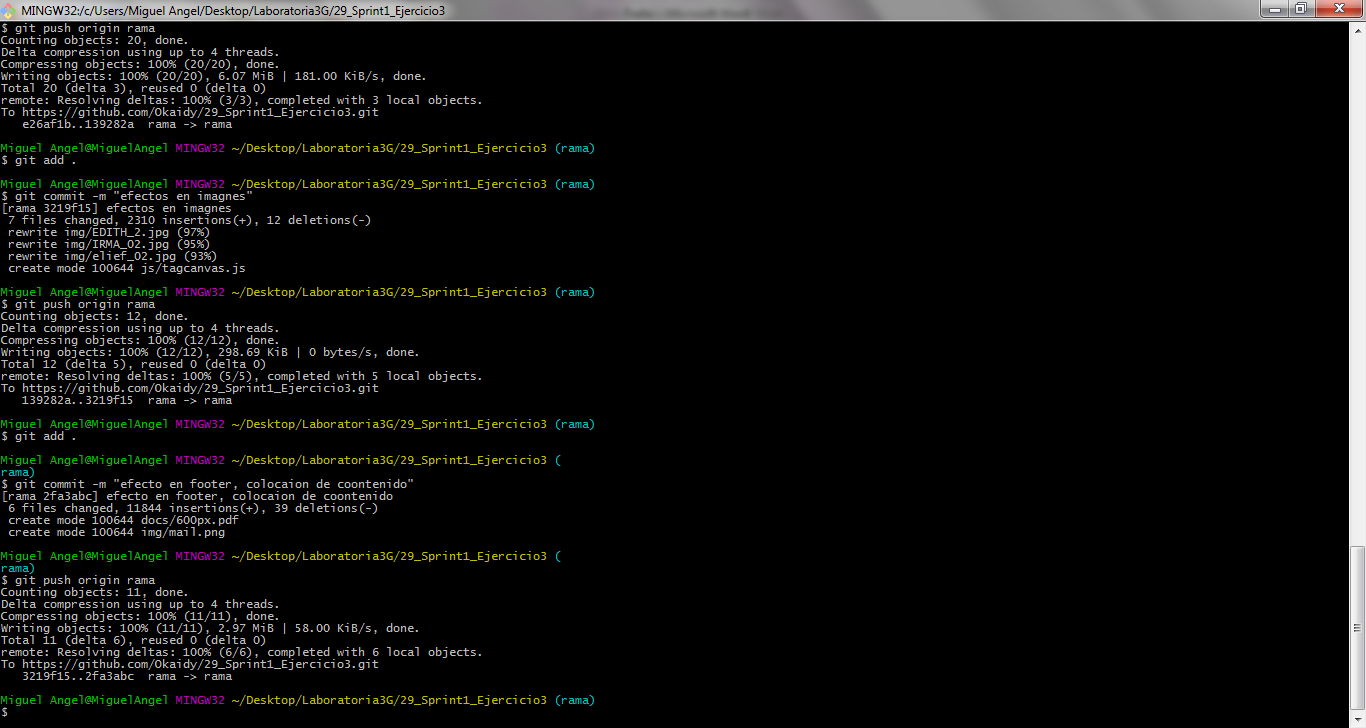 MINGW32:/c/Users/Miguel Angel/Desktop/Laboratoria3G/29_Sprint1_Ejercicio3
$ git push origin rama
Counting objects: 20, done.
Delta compression using up to 4 threads.
Compressing objects: 100% (20/20), done.
Writing objects: 100% (20/20), 6.07 MiB | 181.00 KiB/s, done.
Total 20 (delta 3), reused 0 (delta 0)
remote: Resolving deltas: 100% (3/3), completed with 3 local objects.
To https://github.com/Okaidy/29_Sprint1_Ejercicio3.git
   e26af1b..139282a  rama -> rama
Miguel Angel@MiguelAngel MINGW32 ~/Desktop/Laboratoria3G/29_Sprint1_Ejercicio3 (rama)
$ git add .
Miguel Angel@MiguelAngel MINGW32 ~/Desktop/Laboratoria3G/29_Sprint1_Ejercicio3 (rama)
$ git commit -m "efectos en imagnes"
[rama 3219f15] efectos en imagnes
 7 files changed, 2310 insertions(+), 12 deletions(-)
 rewrite img/EDITH_2.jpg (97%)
 rewrite img/IRMA_02.jpg (95%)
 rewrite img/elief_02.jpg (93%)
 create mode 100644 js/tagcanvas.js
Miguel Angel@MiguelAngel MINGW32 ~/Desktop/Laboratoria3G/29_Sprint1_Ejercicio3 (rama)
$ git push origin rama
Counting objects: 12, done.
Delta compression using up to 4 threads.
Compressing objects: 100% (12/12), done.
Writing objects: 100% (12/12), 298.69 KiB | 0 bytes/s, done.
Total 12 (delta 5), reused 0 (delta 0)
remote: Resolving deltas: 100% (5/5), completed with 5 local objects.
To https://github.com/Okaidy/29_Sprint1_Ejercicio3.git
   139282a..3219f15  rama -> rama
Miguel Angel@MiguelAngel MINGW32 ~/Desktop/Laboratoria3G/29_Sprint1_Ejercicio3 (rama)
$ git add .
Miguel Angel@MiguelAngel MINGW32 ~/Desktop/Laboratoria3G/29_Sprint1_Ejercicio3 (
rama)
$ git commit -m "efecto en footer, colocaion de coontenido"
[rama 2fa3abc] efecto en footer, colocaion de coontenido
 6 files changed, 11844 insertions(+), 39 deletions(-)
 create mode 100644 docs/600px.pdf
 create mode 100644 img/mail.png
Miguel Angel@MiguelAngel MINGW32 ~/Desktop/Laboratoria3G/29_Sprint1_Ejercicio3 (
rama)
$ git push origin rama
Counting objects: 11, done.
Delta compression using up to 4 threads.
Compressing objects: 100% (11/11), done.
Writing objects: 100% (11/11), 2.97 MiB | 58.00 KiB/s, done.
Total 11 (delta 6), reused 0 (delta 0)
remote: Resolving deltas: 100% (6/6), completed with 6 local objects.
To https://github.com/Okaidy/29_Sprint1_Ejercicio3.git
   3219f15..2fa3abc  rama -> rama
Miguel Angel@MiguelAngel MINGW32 ~/Desktop/Laboratoria3G/29_Sprint1_Ejercicio3 (rama)
$